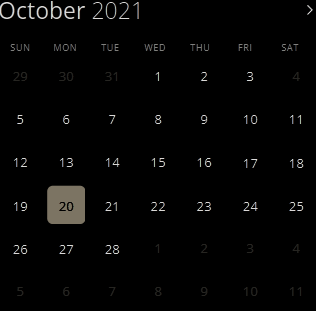 October 2021 >
SUN MON TUE WED THU FRI SAT
29 30 31 1 2 3 4
5 6 7 8 9 10 11
12 13 14 15 16 17 18
19 20 21 22 23 24 25
26 27 28 1 2 3 4
5 6 7 8 9 10 11